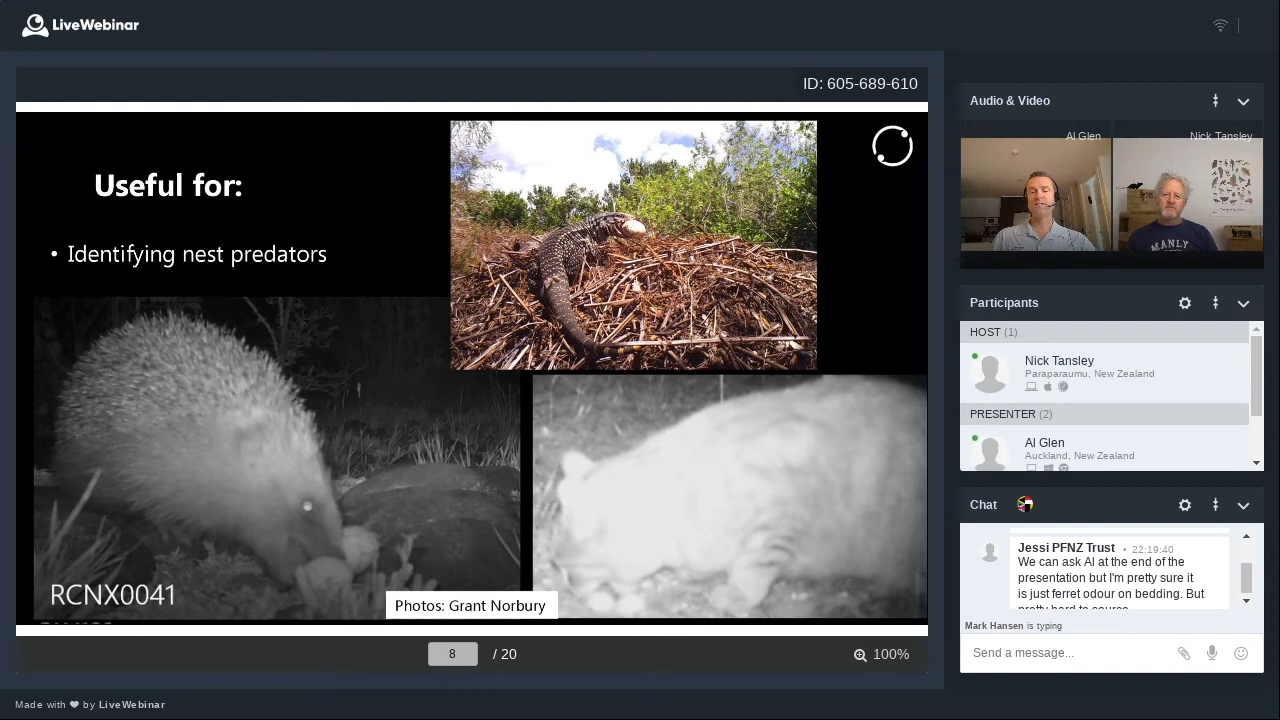 LiveWebinar
ID: 605-689-610
Useful for:
• Identifying nest predators
RCNX0041
Photos: Grant Norbury
8 / 20
100%
Made with ❤ by LiveWebinar
Audio & Video
Al Glen
Nick Tansley
MANLY
Participants
HOST (1)
Nick Tansley
Paraparaumu, New Zealand
PRESENTER (2)
Al Glen
Auckland, New Zealand
Chat
Jessi PFNZ Trust • 22:19:40
We can ask Al at the end of the
presentation but I'm pretty sure it
is just ferret odour on bedding. But
pretty hard to source
Mark Hansen is typing
Send a message...